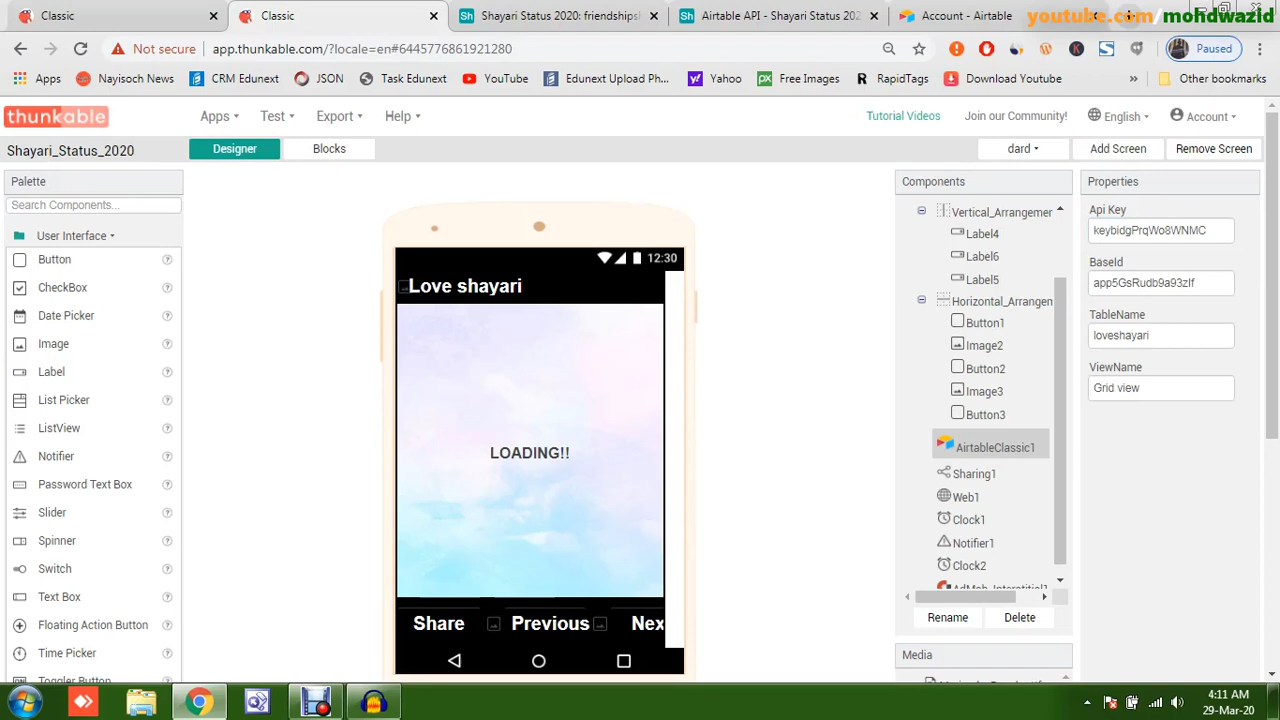 Classic ×
Classic ×
Shayari Status 2020: friendships ×
Airtable API - Shayari Status 202 ×
Account - Airtable
youtube.com/mohdwazid
Not secure app.thunkable.com/?locale=en#6445776861921280
Paused
Apps
Nayisoch News
CRM Edunext
JSON
Task Edunext
YouTube
Edunext Upload Ph...
Yahoo
Free Images
RapidTags
Download Youtube
»
Other bookmarks
thunkable
Apps
Test
Export
Help
Tutorial Videos
Join our Community!
English
Account
Shayari_Status_2020
Designer
Blocks
dard
Add Screen
Remove Screen
Palette
Search Components...
User Interface
Button
CheckBox
Date Picker
Image
Label
List Picker
ListView
Notifier
Password Text Box
Slider
Spinner
Switch
Text Box
Floating Action Button
Time Picker
Toggle Button
12:30
Love shayari
LOADING!!
Share
Previous
Nex
Components
Vertical_Arrangemer
Label4
Label6
Label5
Horizontal_Arrangen
Button1
Image2
Button2
Image3
Button3
AirtableClassic1
Sharing1
Web1
Clock1
Notifier1
Clock2
AdMob_Interstitial1
Rename
Delete
Media
Properties
Api Key
keybidgPrqWo8WNMC
BaseId
app5GsRudb9a93zIf
TableName
loveshayari
ViewName
Grid view
4:11 AM
29-Mar-20